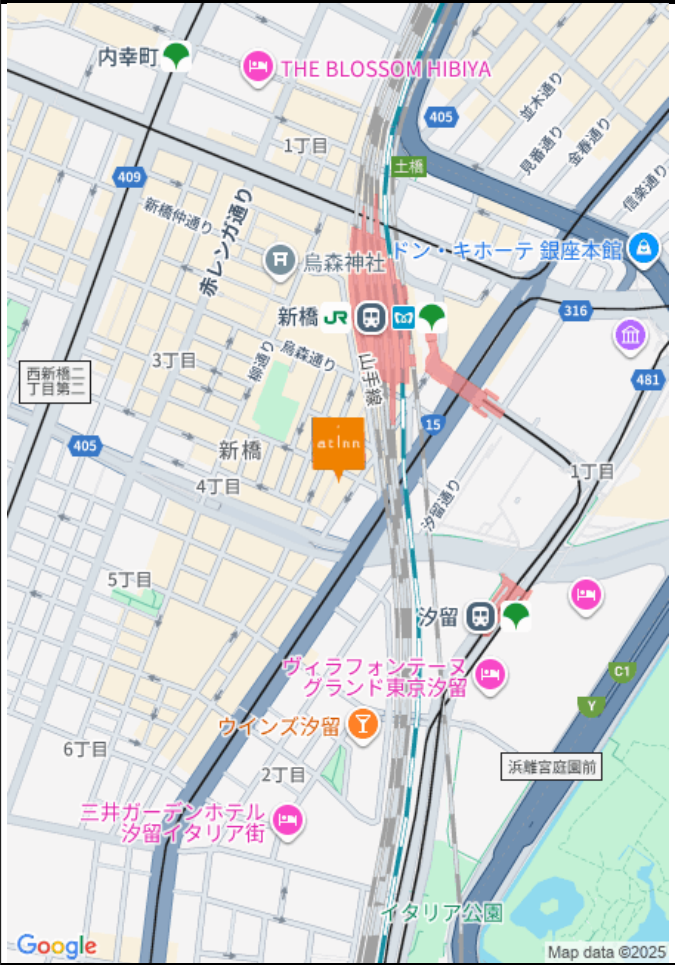 内幸町
THE BLOSSOM HIBIYA
405
並木通り
見番通り
金春通り
1丁目
土橋
409
信楽通り
新橋仲通り
赤レンガ通り
烏森神社
ドン・キホーテ 銀座本館
新橋
JR
316
烏森通り
柳通り
3丁目
山手線
西新橋二
丁目第二
481
15
atinn
405
新橋
1丁目
4丁目
汐留通り
5丁目
汐留
ヴィラフォンテーヌ
グランド東京汐留
C1
Y
ウインズ汐留
6丁目
2丁目
浜離宮庭園前
三井ガーデンホテル
汐留イタリア街
イタリア公園
Google
Map data ©2025